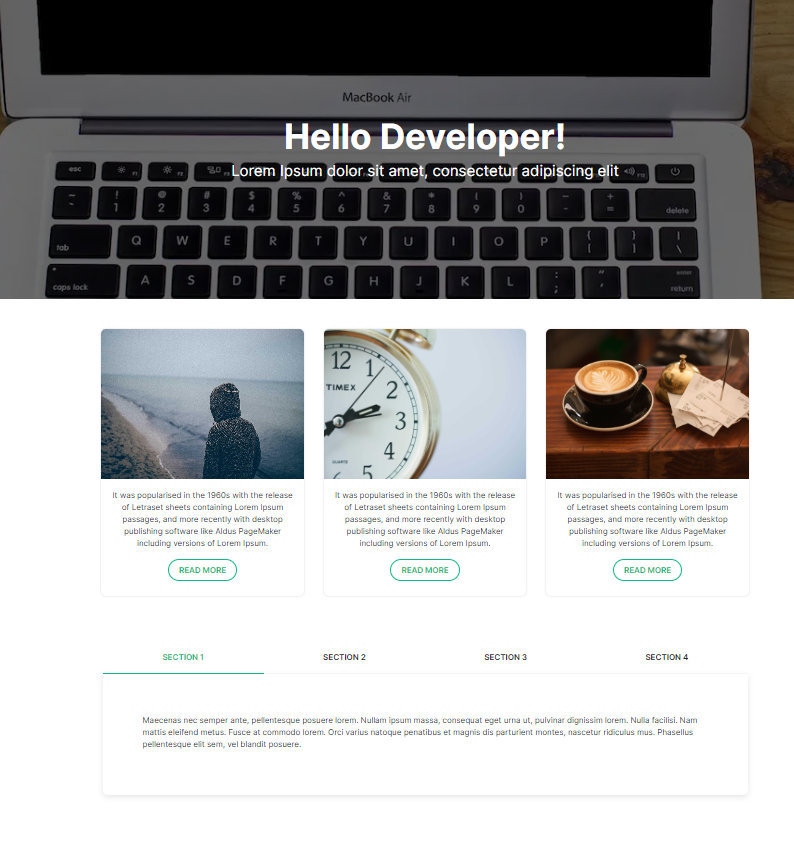 MacBook Air
Hello Developer!
esc F1 F2 F3 F12
Lorem Ipsum dolor sit amet, consectetur adipiscing elit
~ ! @ # $ % ^ & * ( ) - + delete
` 1 2 3 4 5 6 7 8 9 0 - =
tab Q W E R T Y U I O P { } |
[ ] \
caps lock A S D F G H J K L : " enter
; ' return
12
TIMEX 1
2
3
4
QUARTZ 5
It was popularised in the 1960s with the release
of Letraset sheets containing Lorem Ipsum
passages, and more recently with desktop
publishing software like Aldus PageMaker
including versions of Lorem Ipsum.
READ MORE
It was popularised in the 1960s with the release
of Letraset sheets containing Lorem Ipsum
passages, and more recently with desktop
publishing software like Aldus PageMaker
including versions of Lorem Ipsum.
READ MORE
It was popularised in the 1960s with the release
of Letraset sheets containing Lorem Ipsum
passages, and more recently with desktop
publishing software like Aldus PageMaker
including versions of Lorem Ipsum.
READ MORE
SECTION 1 SECTION 2 SECTION 3 SECTION 4
Maecenas nec semper ante, pellentesque posuere lorem. Nullam ipsum massa, consequat eget urna ut, pulvinar dignissim lorem. Nulla facilisi. Nam
mattis eleifend metus. Fusce at commodo lorem. Orci varius natoque penatibus et magnis dis parturient montes, nascetur ridiculus mus. Phasellus
pellentesque elit sem, vel blandit posuere.